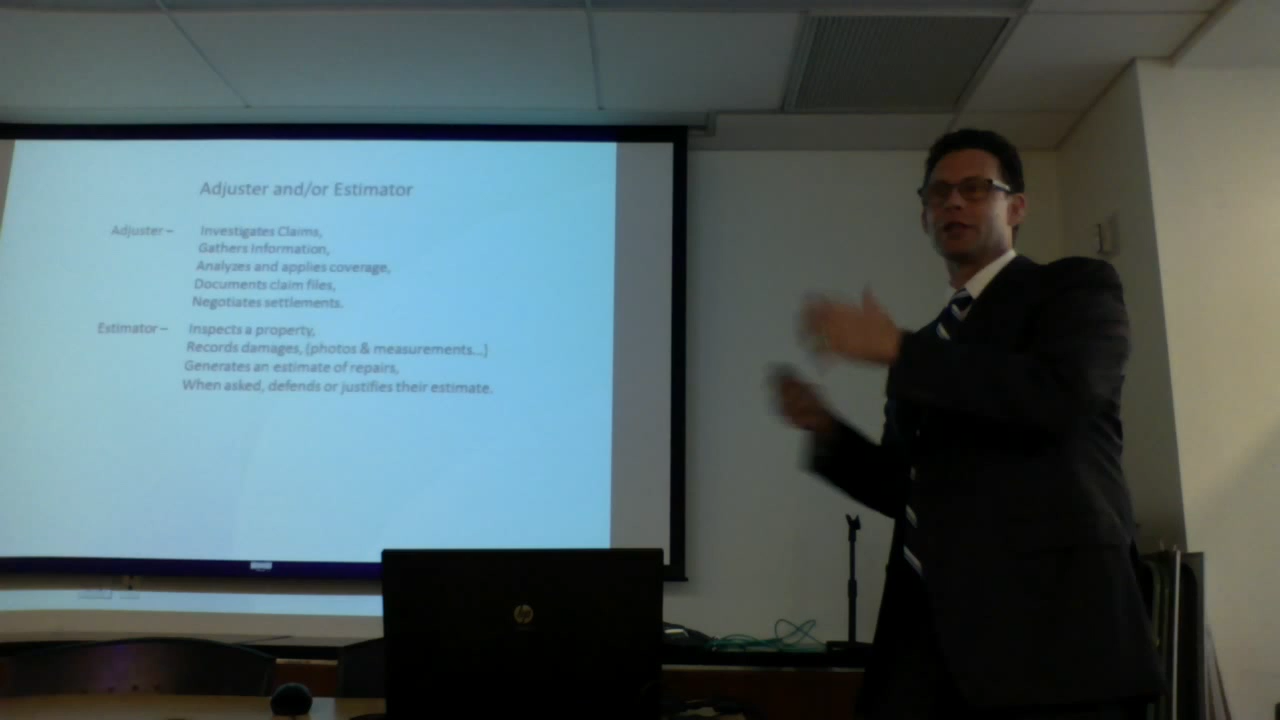 Adjuster and/or Estimator
Adjuster – Investigates Claims,
Gathers Information,
Analyzes and applies coverage,
Documents claim files,
Negotiates settlements.
Estimator – Inspects a property,
Records damages, (photos & measurements...)
Generates an estimate of repairs,
When asked, defends or justifies their estimate.
hp